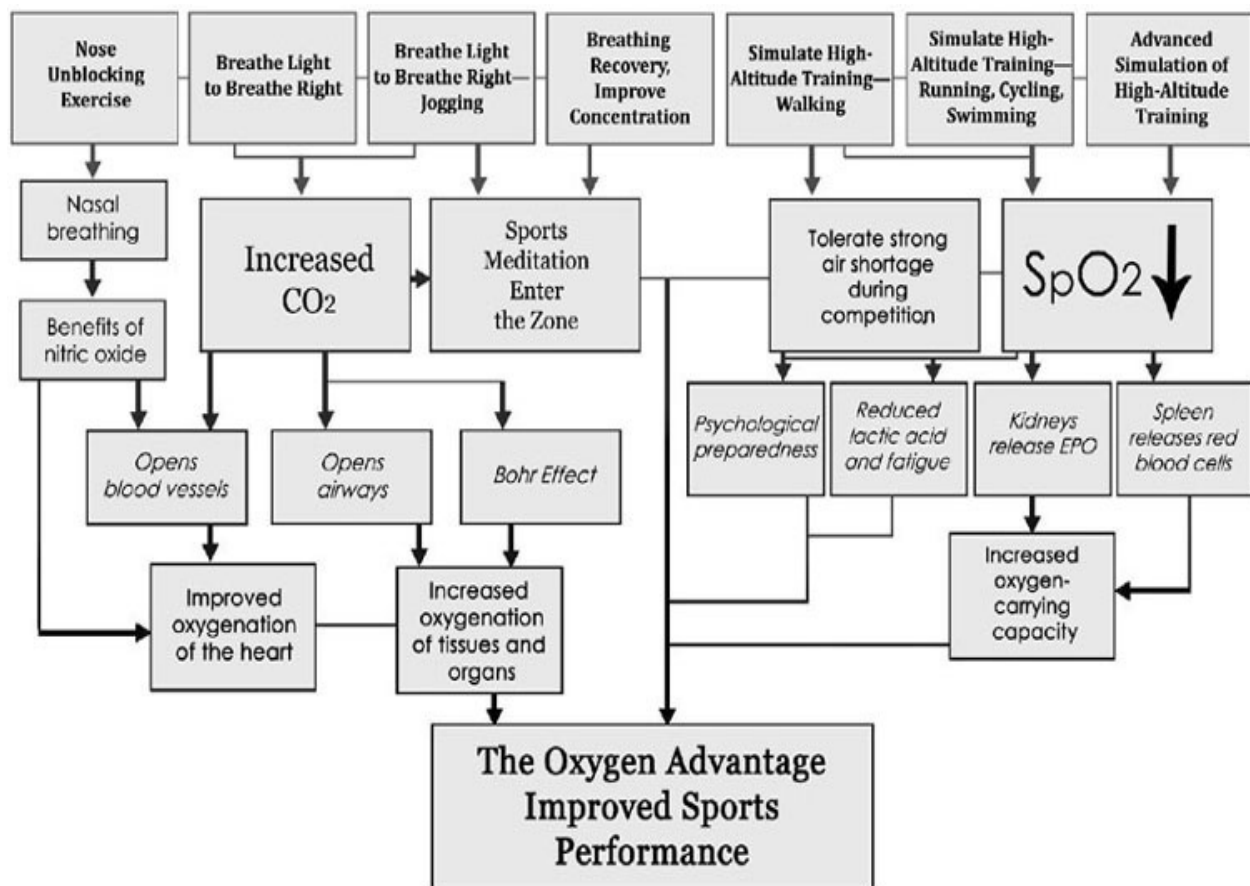 Nose
Unblocking
Exercise
Breathe Light
to Breathe Right
Breathe Light
to Breathe Right—
Jogging
Breathing
Recovery,
Improve
Concentration
Simulate High-
Altitude Training—
Walking
Simulate High-
Altitude Training—
Running, Cycling,
Swimming
Advanced
Simulation of
High-Altitude
Training
Nasal
breathing
Increased
CO2
Sports
Meditation
Enter
the Zone
Tolerate strong
air shortage
during
competition
SpO2
Benefits of
nitric oxide
Opens
blood vessels
Opens
airways
Bohr Effect
Psychological
preparedness
Reduced
lactic acid
and fatigue
Kidneys
release EPO
Spleen
releases red
blood cells
Improved
oxygenation
of the heart
Increased
oxygenation
of tissues and
organs
Increased
oxygen-
carrying
capacity
The Oxygen Advantage
Improved Sports
Performance